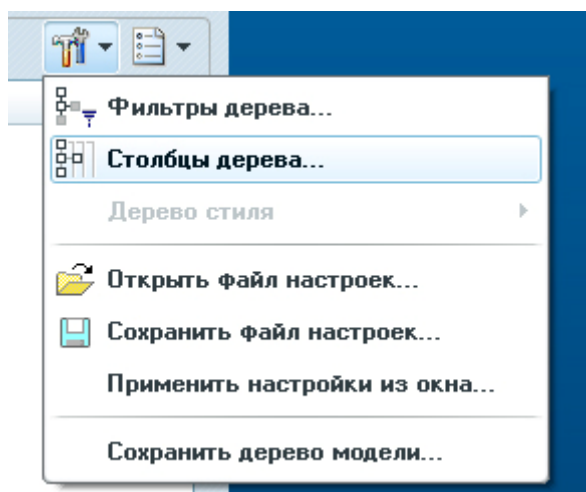 Фильтры дерева...
Столбцы дерева...
Дерево стиля
Открыть файл настроек...
Сохранить файл настроек...
Применить настройки из окна...
Сохранить дерево модели...